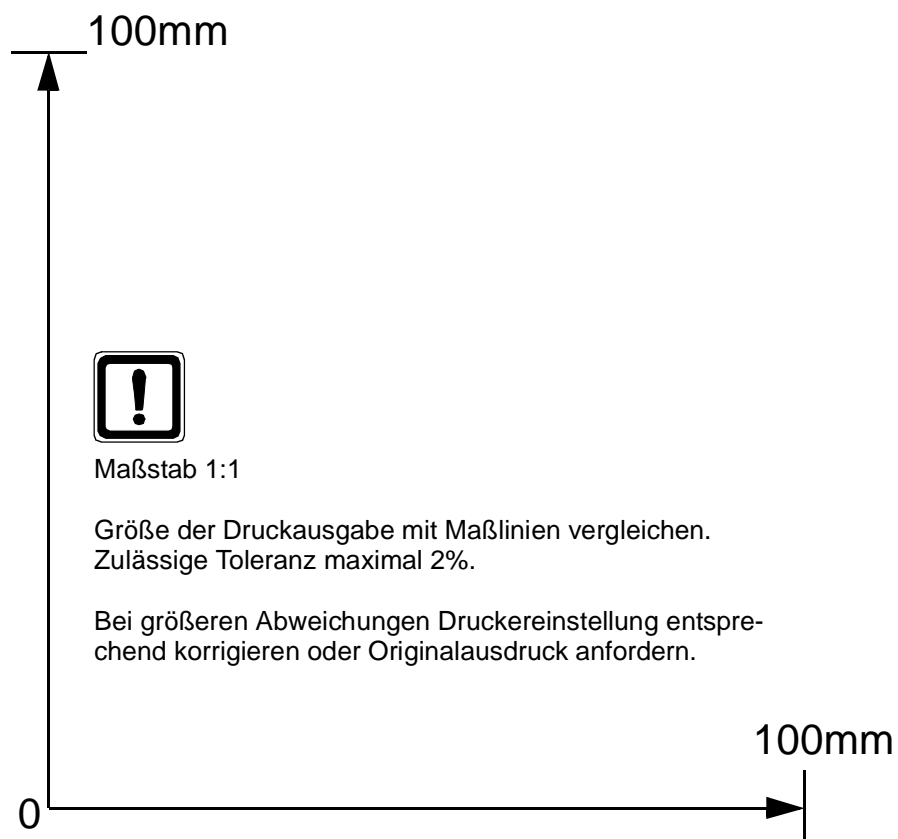 100mm
!
Maßstab 1:1
Größe der Druckausgabe mit Maßlinien vergleichen.
Zulässige Toleranz maximal 2%.
Bei größeren Abweichungen Druckereinstellung entspre-
chend korrigieren oder Originalausdruck anfordern.
100mm
0